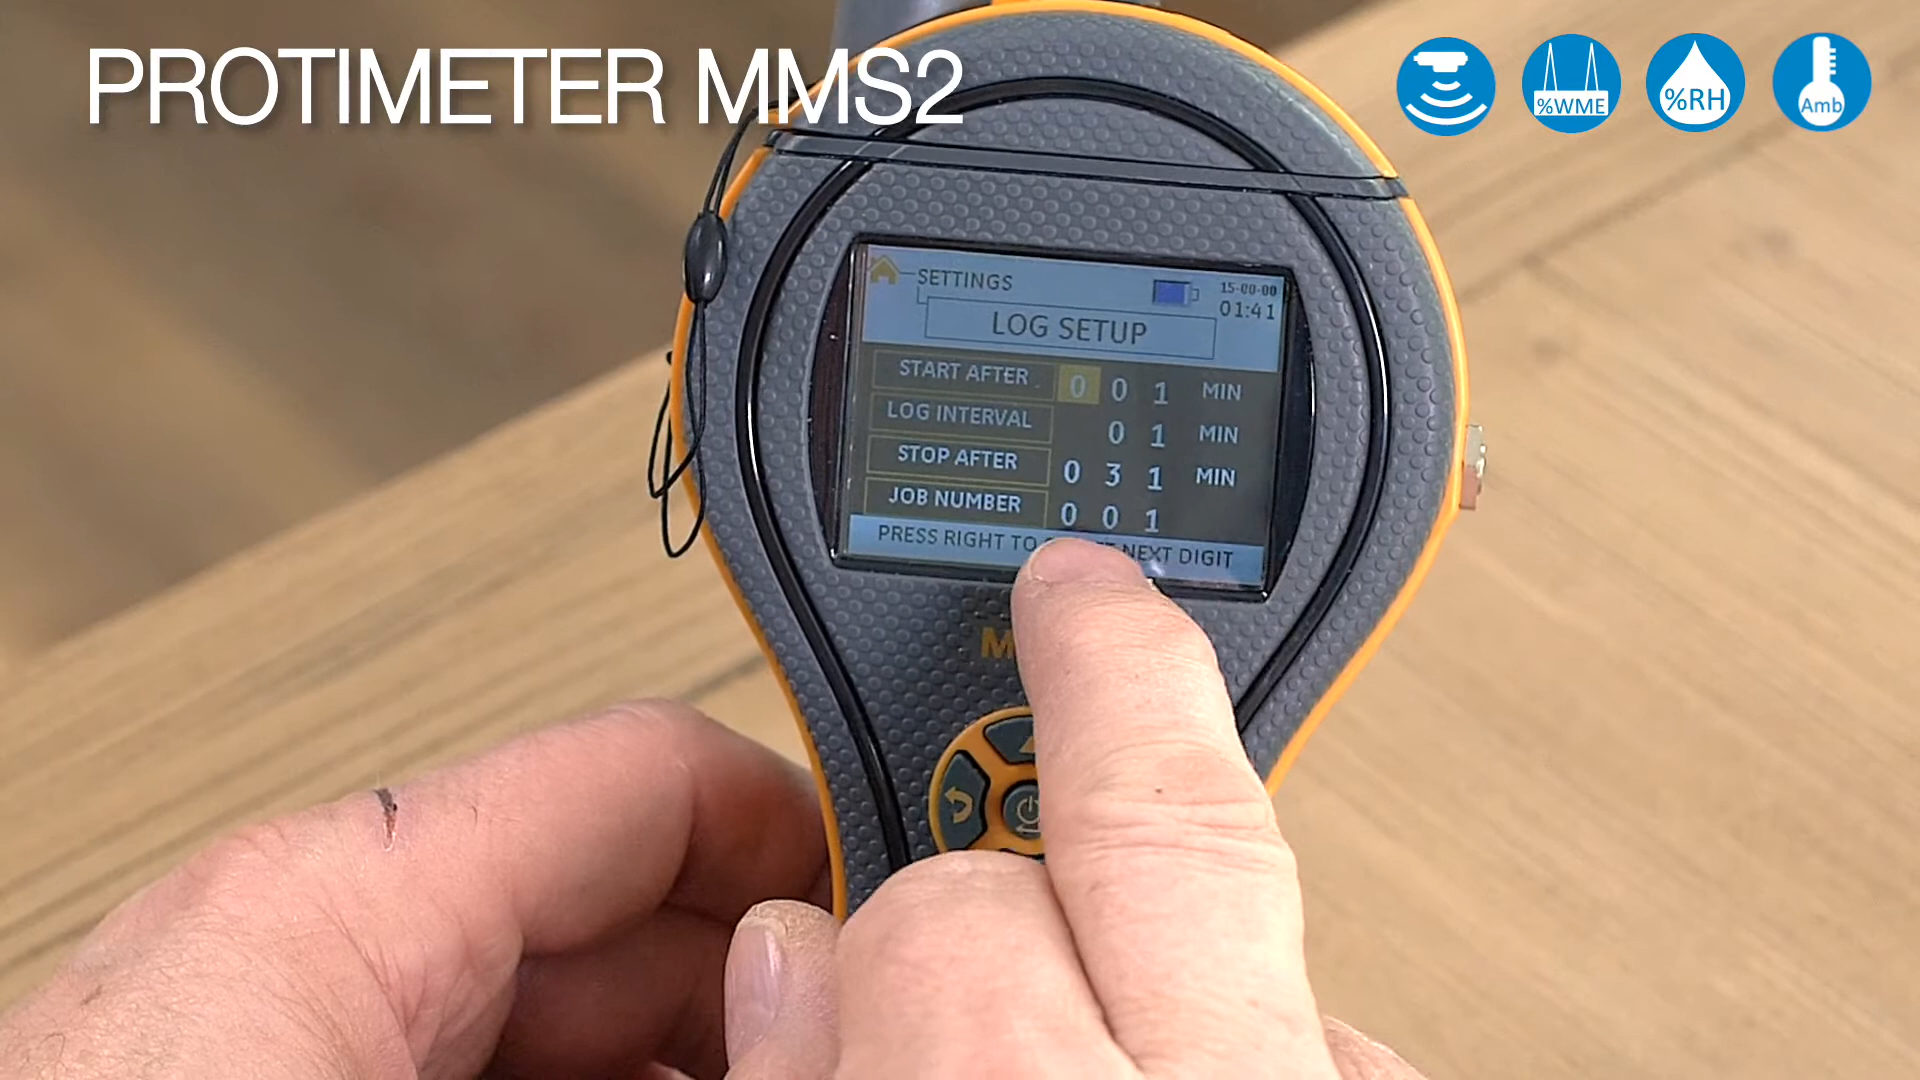 PROTIMETER MMS2
%WME
%RH
Amb
SETTINGS
15-00-00
01:41
LOG SETUP
START AFTER 0 0 1 MIN
LOG INTERVAL 0 1 MIN
STOP AFTER 0 3 1 MIN
JOB NUMBER 0 0 1
PRESS RIGHT TO NEXT DIGIT